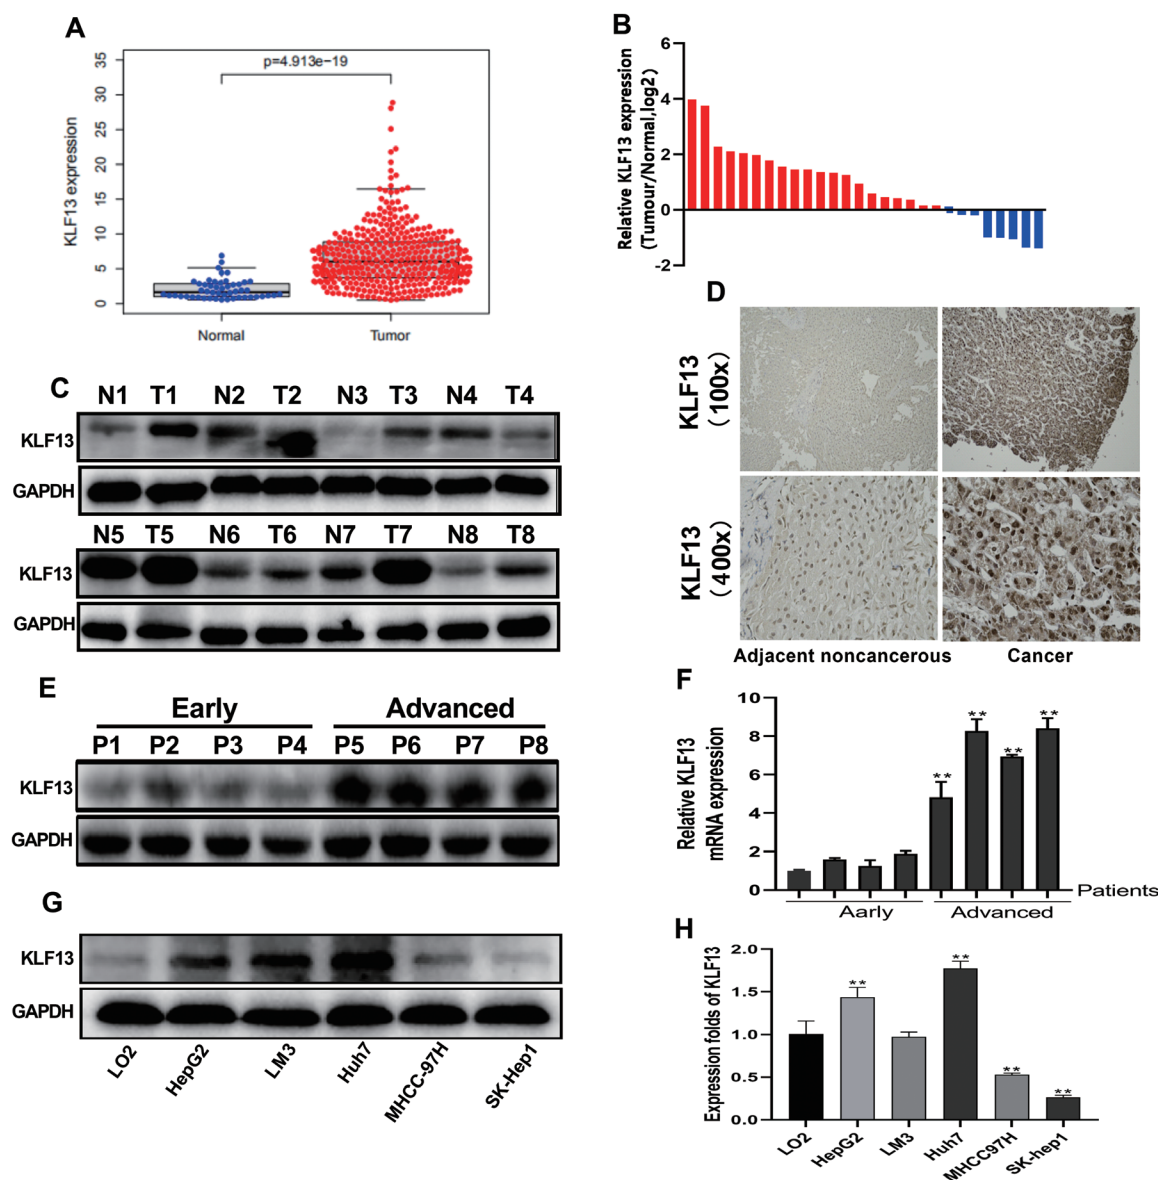 A
p=4.913e−19
KLF13 expression
35
30
25
20
15
10
5
0
Normal
Tumor
B
Relative KLF13 expression
(Tumour/Normal,log2)
6
4
2
0
-2
C
N1 T1 N2 T2 N3 T3 N4 T4
KLF13
GAPDH
N5 T5 N6 T6 N7 T7 N8 T8
KLF13
GAPDH
D
KLF13
(100x)
KLF13
(400x)
Adjacent noncancerous
Cancer
E
Early
Advanced
P1 P2 P3 P4 P5 P6 P7 P8
KLF13
GAPDH
F
Relative KLF13
mRNA expression
10
8
6
4
2
0
**
**
**
**
Patients
Aarly
Advanced
G
KLF13
GAPDH
LO2
HepG2
LM3
Huh7
MHCC-97H
SK-Hep1
H
Expression folds of KLF13
2.0
1.5
1.0
0.5
0.0
**
**
**
**
LO2
HepG2
LM3
Huh7
MHCC97H
SK-hep1